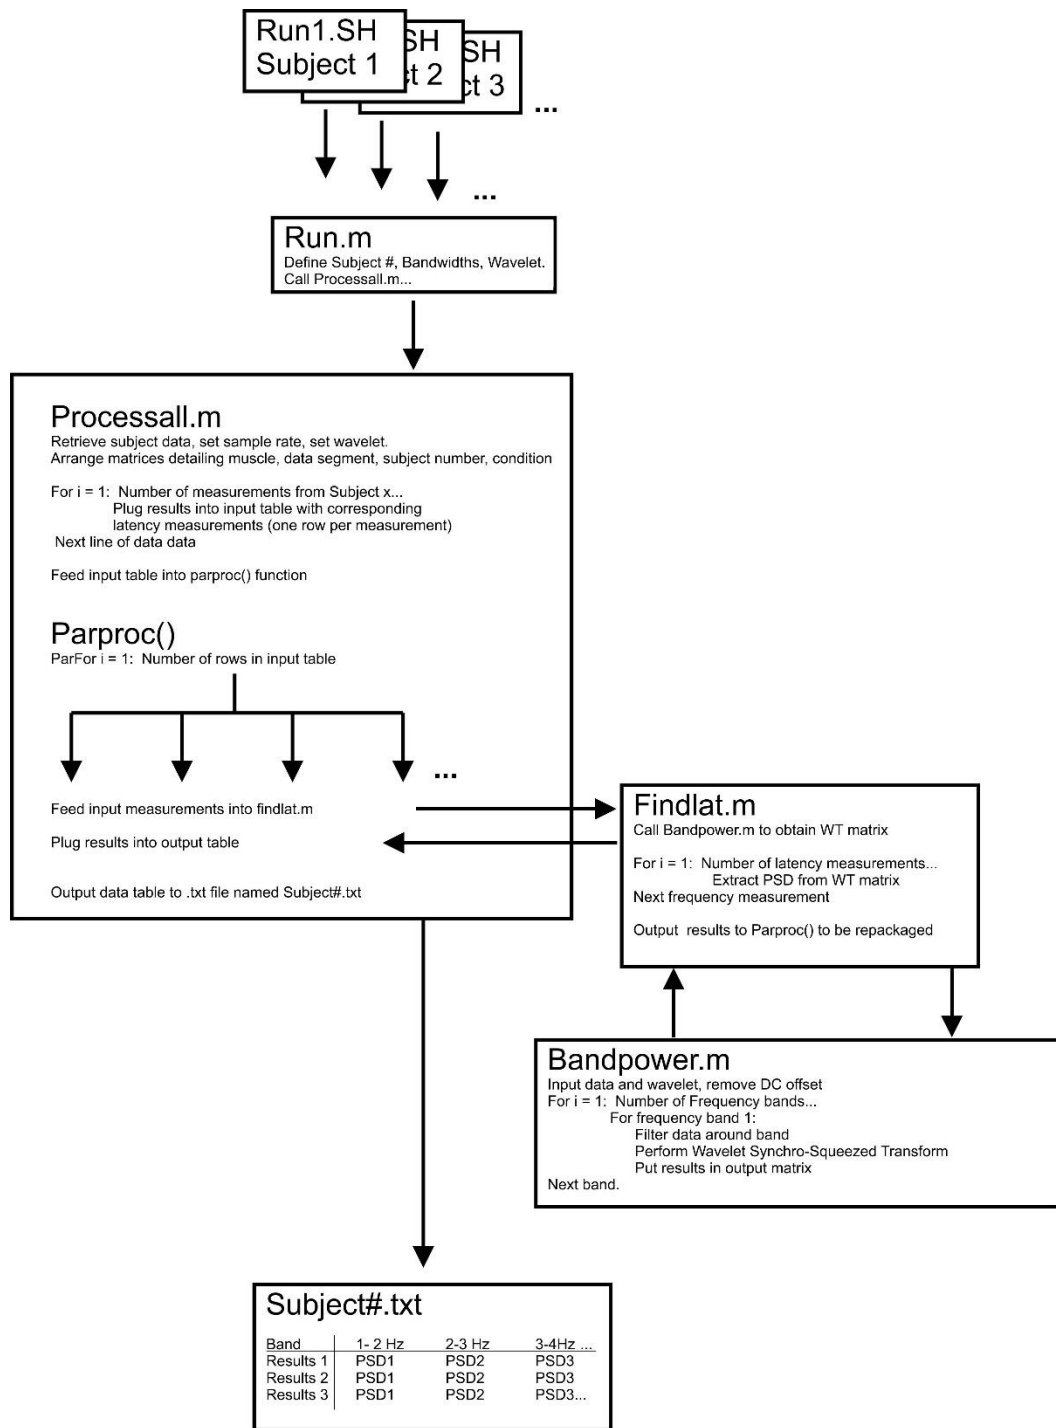 Run1.SH
Subject 1
SH
ct 2
SH
ct 3
...
...
Run.m
Define Subject #, Bandwidths, Wavelet.
Call Processall.m...
Processall.m
Retrieve subject data, set sample rate, set wavelet.
Arrange matrices detailing muscle, data segment, subject number, condition
For i = 1: Number of measurements from Subject x...
Plug results into input table with corresponding
latency measurements (one row per measurement)
Next line of data data
Feed input table into parproc() function
Parproc()
ParFor i = 1: Number of rows in input table
...
Feed input measurements into findlat.m
Plug results into output table
Output data table to .txt file named Subject#.txt
Findlat.m
Call Bandpower.m to obtain WT matrix
For i = 1: Number of latency measurements...
Extract PSD from WT matrix
Next frequency measurement
Output results to Parproc() to be repackaged
Bandpower.m
Input data and wavelet, remove DC offset
For i = 1: Number of Frequency bands...
For frequency band 1:
Filter data around band
Perform Wavelet Synchro-Squeezed Transform
Put results in output matrix
Next band.
Subject#.txt
Band 1- 2 Hz 2-3 Hz 3-4Hz ...
Results 1 PSD1 PSD2 PSD3
Results 2 PSD1 PSD2 PSD3
Results 3 PSD1 PSD2 PSD3...